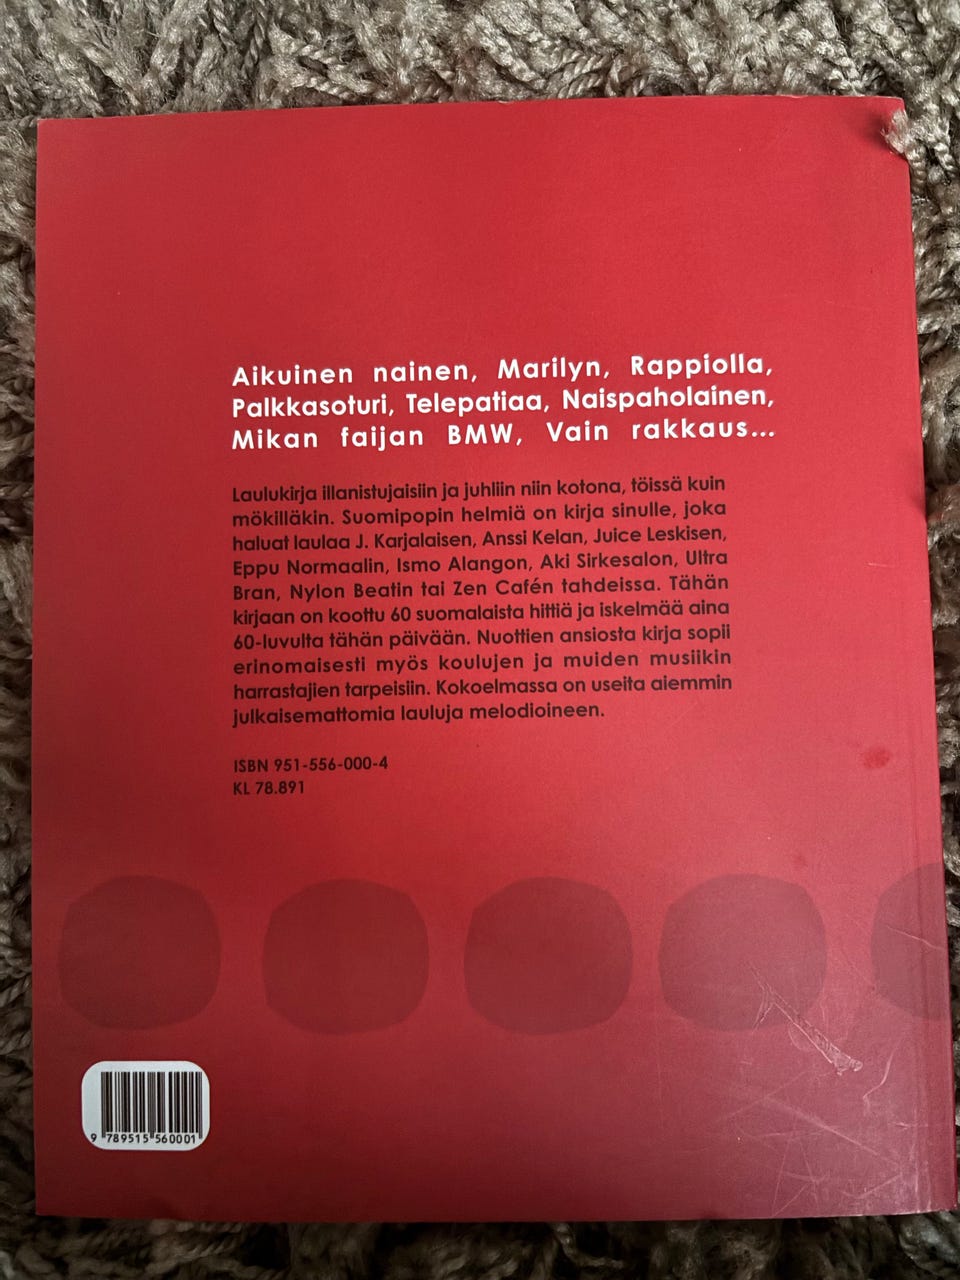 Aikuinen nainen, Marilyn, Rappiolla,
Palkkasoturi, Telepatiaa, Naispaholainen,
Mikan faijan BMW, Vain rakkaus...
Laulukirja illanistujaisiin ja juhliin niin kotona, töissä kuin
mökilläkin. Suomipopin helmiä on kirja sinulle, joka
haluat laulaa J. Karjalaisen, Anssi Kelan, Juice Leskisen,
Eppu Normaalin, Ismo Alangon, Aki Sirkesalon, Ultra
Bran, Nylon Beatin tai Zen Cafén tahdeissa. Tähän
kirjaan on koottu 60 suomalaista hittiä ja iskelmää aina
60-luvulta tähän päivään. Nuottien ansiosta kirja sopii
erinomaisesti myös koulujen ja muiden musiikin
harrastajien tarpeisiin. Kokoelmassa on useita aiemmin
julkaisemattomia lauluja melodioineen.
ISBN 951-556-000-4
KL 78.891
9 789515 560001